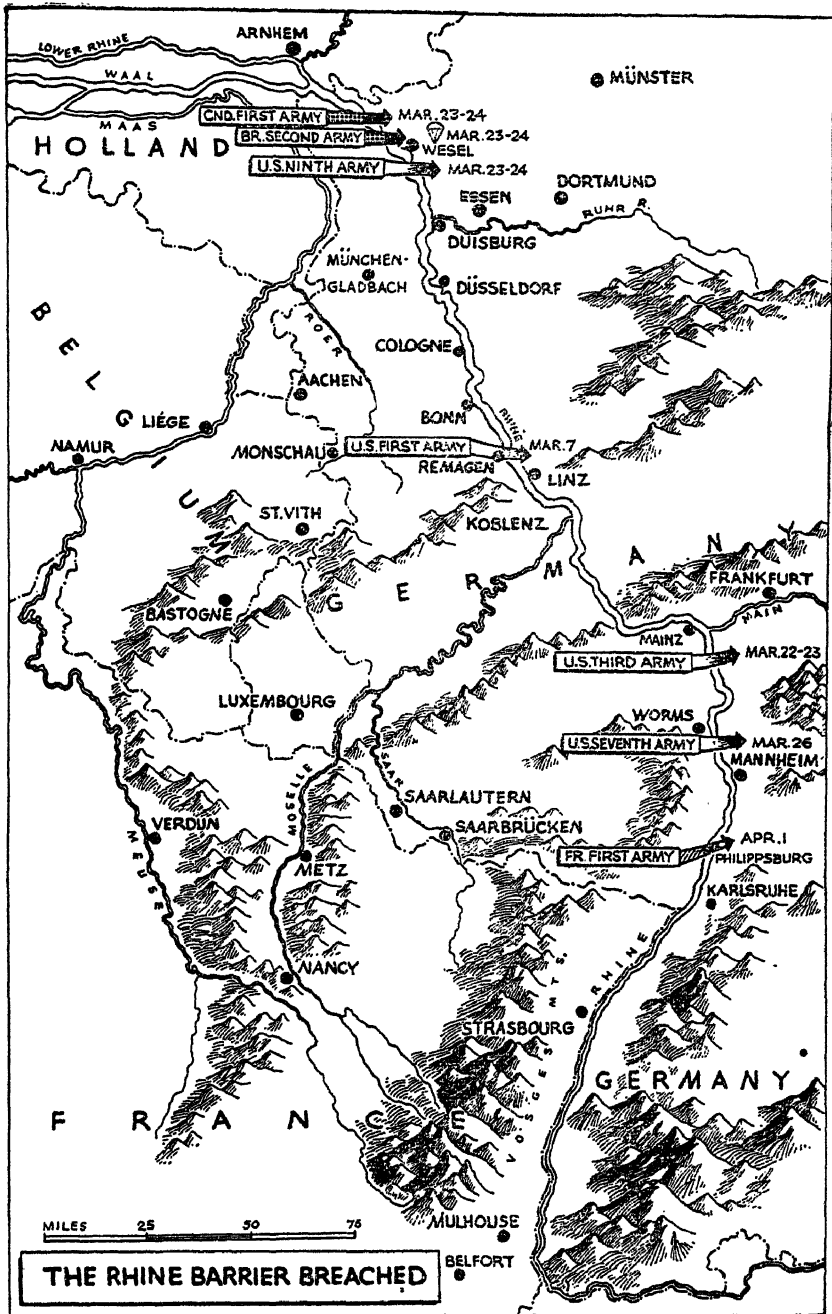 ARNHEM
LOWER RHINE
WAAL
MÜNSTER
MAAS
CND. FIRST ARMY
MAR. 23-24
BR. SECOND ARMY
MAR. 23-24
HOLLAND
WESEL
U.S. NINTH ARMY
MAR. 23-24
DORTMUND
ESSEN
RUHR R.
DUISBURG
MÜNCHEN-
GLADBACH
DÜSSELDORF
BELGIUM
ROER
COLOGNE
AACHEN
BONN
RHINE
LIÉGE
NAMUR
MONSCHAU
U.S. FIRST ARMY
MAR. 7
REMAGEN
LINZ
ST. VITH
KOBLENZ
GERMANY
FRANKFURT
BASTOGNE
MAIN
MAINZ
U.S. THIRD ARMY
MAR. 22-23
LUXEMBOURG
WORMS
U.S. SEVENTH ARMY
MAR. 26
MANNHEIM
SAAR
MOSELLE
SAARLAUTERN
VERDUN
SAARBRÜCKEN
APR. 1
FR. FIRST ARMY
PHILIPPSBURG
METZ
MEUSE
KARLSRUHE
NANCY
RHINE
VOSGES MTS.
STRASBOURG
GERMANY
FRANCE
MILES 25 50 75
MULHOUSE
BELFORT
THE RHINE BARRIER BREACHED